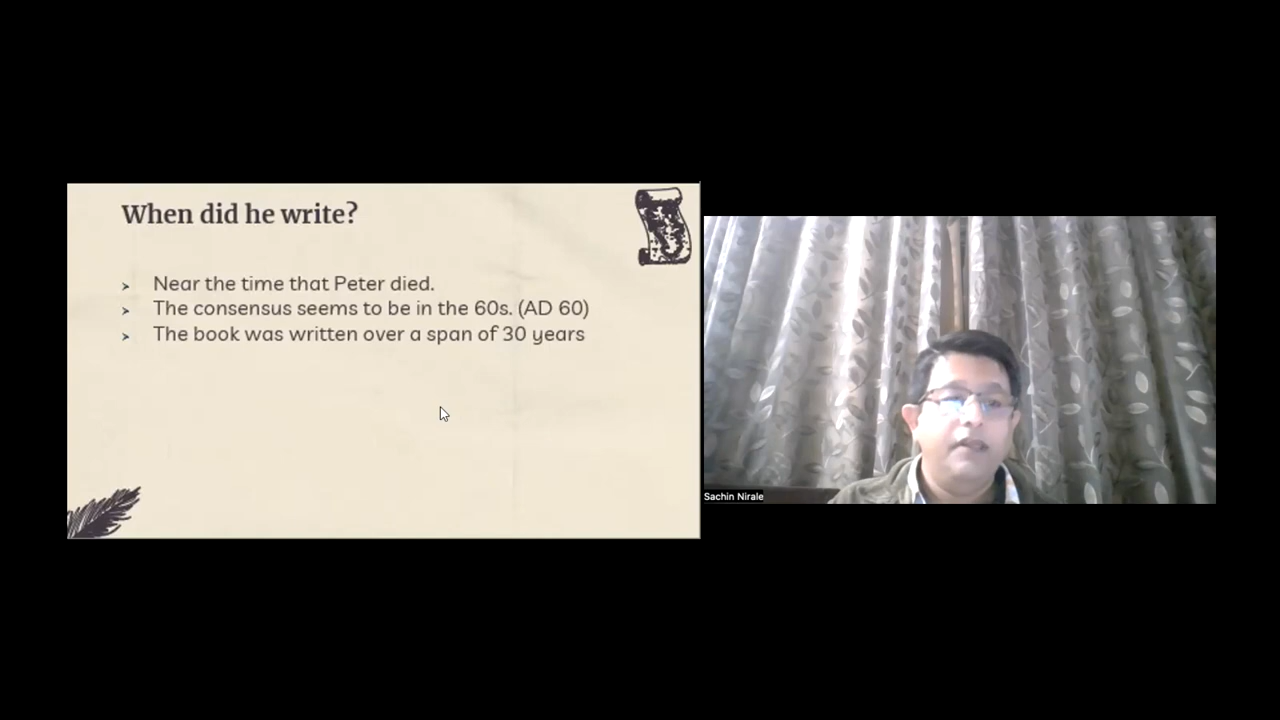 When did he write?
➤ Near the time that Peter died.
➤ The consensus seems to be in the 60s. (AD 60)
➤ The book was written over a span of 30 years
Sachin Nirale